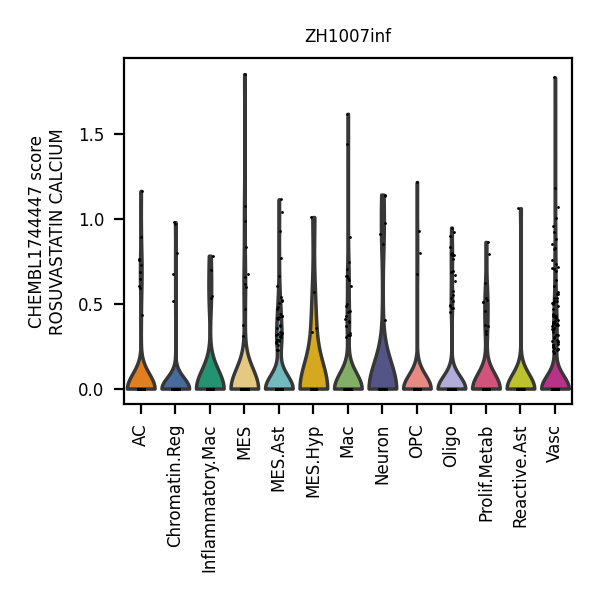 ZH1007inf
CHEMBL1744447 score
ROSUVASTATIN CALCIUM
1.5
1.0
0.5
0.0
AC
Chromatin.Reg
Inflammatory.Mac
MES
MES.Ast
MES.Hyp
Mac
Neuron
OPC
Oligo
Prolif.Metab
Reactive.Ast
Vasc